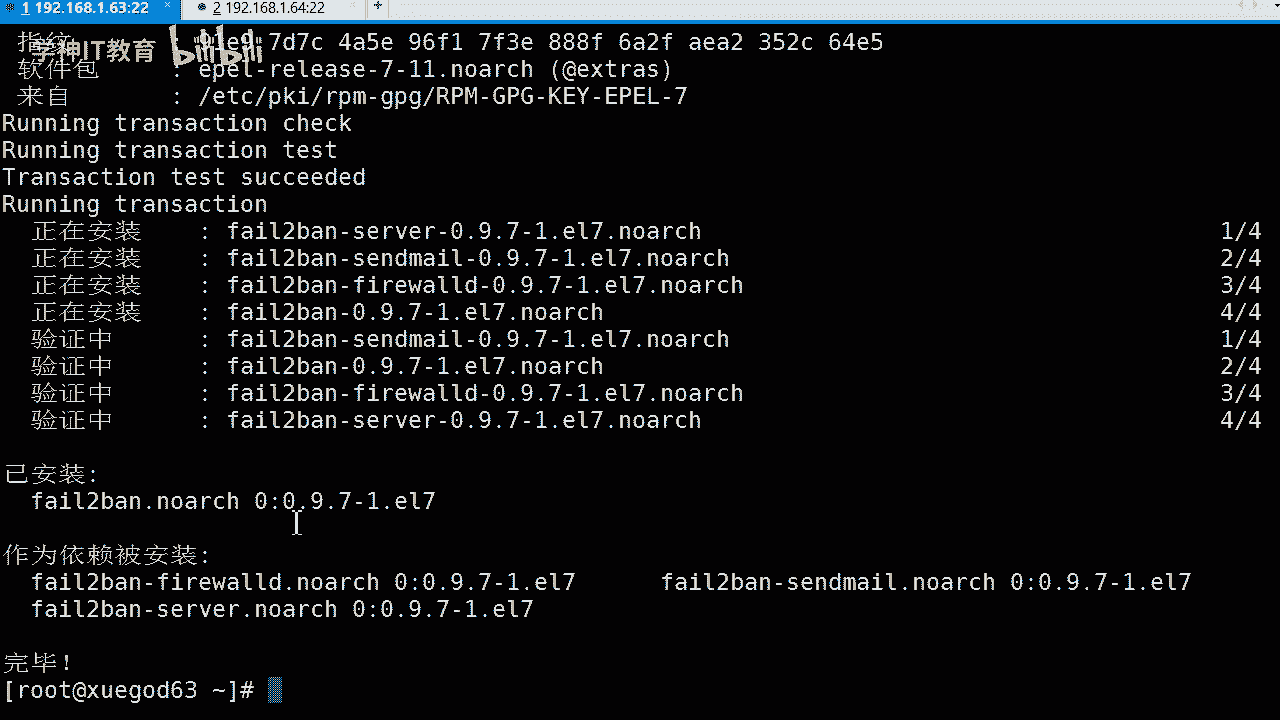 1 192.168.1.63:22 × 2 192.168.1.64:22 +
学神IT教育 bilibili
指纹 7d7c 4a5e 96f1 7f3e 888f 6a2f aea2 352c 64e5
软件包 : epel-release-7-11.noarch (@extras)
来自 : /etc/pki/rpm-gpg/RPM-GPG-KEY-EPEL-7
Running transaction check
Running transaction test
Transaction test succeeded
Running transaction
正在安装 : fail2ban-server-0.9.7-1.el7.noarch 1/4
正在安装 : fail2ban-sendmail-0.9.7-1.el7.noarch 2/4
正在安装 : fail2ban-firewalld-0.9.7-1.el7.noarch 3/4
正在安装 : fail2ban-0.9.7-1.el7.noarch 4/4
验证中 : fail2ban-sendmail-0.9.7-1.el7.noarch 1/4
验证中 : fail2ban-0.9.7-1.el7.noarch 2/4
验证中 : fail2ban-firewalld-0.9.7-1.el7.noarch 3/4
验证中 : fail2ban-server-0.9.7-1.el7.noarch 4/4
已安装:
fail2ban.noarch 0:0.9.7-1.el7
作为依赖被安装:
fail2ban-firewalld.noarch 0:0.9.7-1.el7 fail2ban-sendmail.noarch 0:0.9.7-1.el7
fail2ban-server.noarch 0:0.9.7-1.el7
完毕!
[root@xuegod63 ~]#